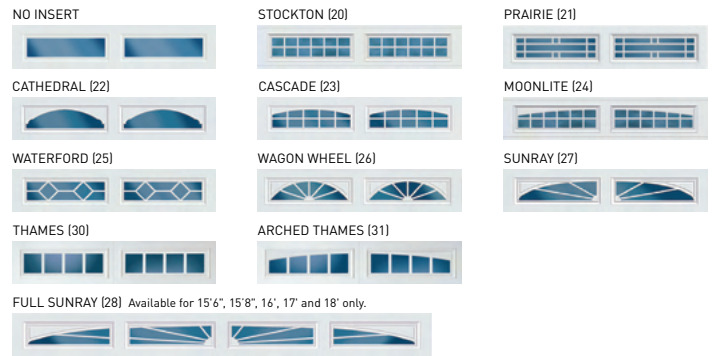 NO INSERT
STOCKTON (20)
PRAIRIE (21)
CATHEDRAL (22)
CASCADE (23)
MOONLITE (24)
WATERFORD (25)
WAGON WHEEL (26)
SUNRAY (27)
THAMES (30)
ARCHED THAMES (31)
FULL SUNRAY (28) Available for 15'6", 15'8", 16', 17' and 18' only.